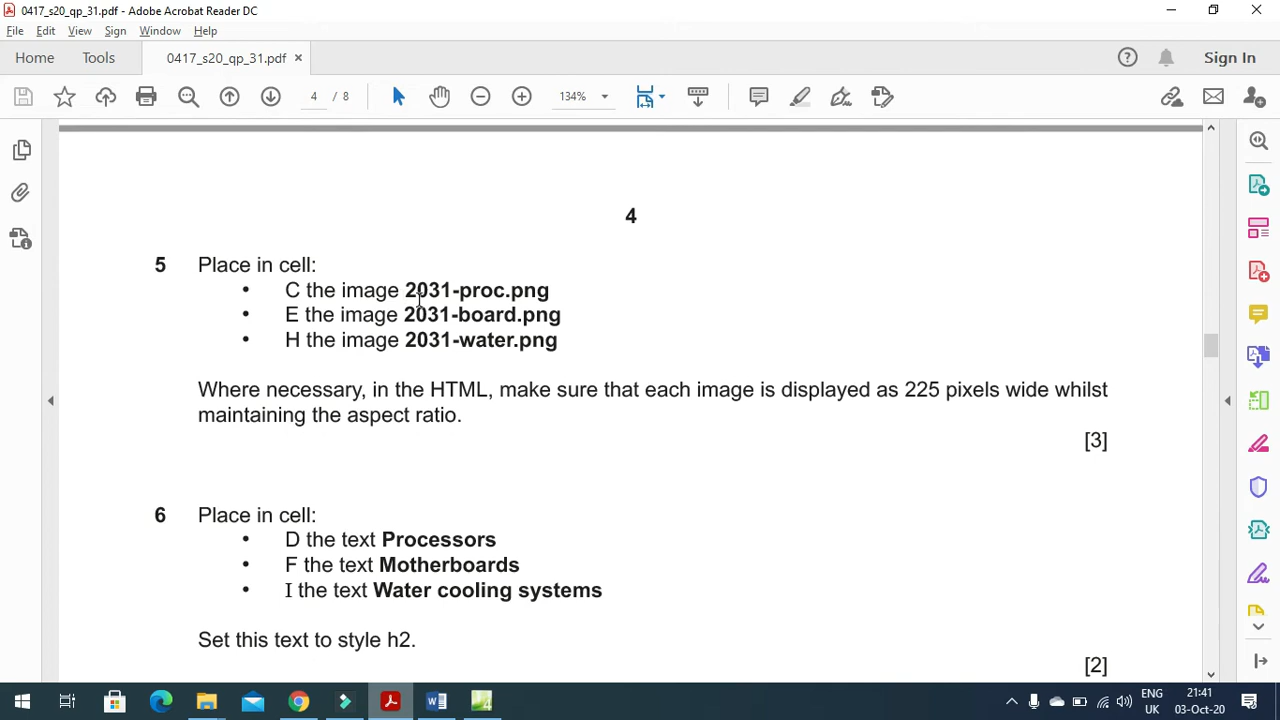 0417_s20_qp_31.pdf - Adobe Acrobat Reader DC
File Edit View Sign Window Help
Home Tools 0417_s20_qp_31.pdf × Sign In
4 / 8 134%
4
5 Place in cell:
• C the image 2031-proc.png
• E the image 2031-board.png
• H the image 2031-water.png
Where necessary, in the HTML, make sure that each image is displayed as 225 pixels wide whilst
maintaining the aspect ratio.
[3]
6 Place in cell:
• D the text Processors
• F the text Motherboards
• I the text Water cooling systems
Set this text to style h2.
[2]
ENG 21:41
UK 03-Oct-20